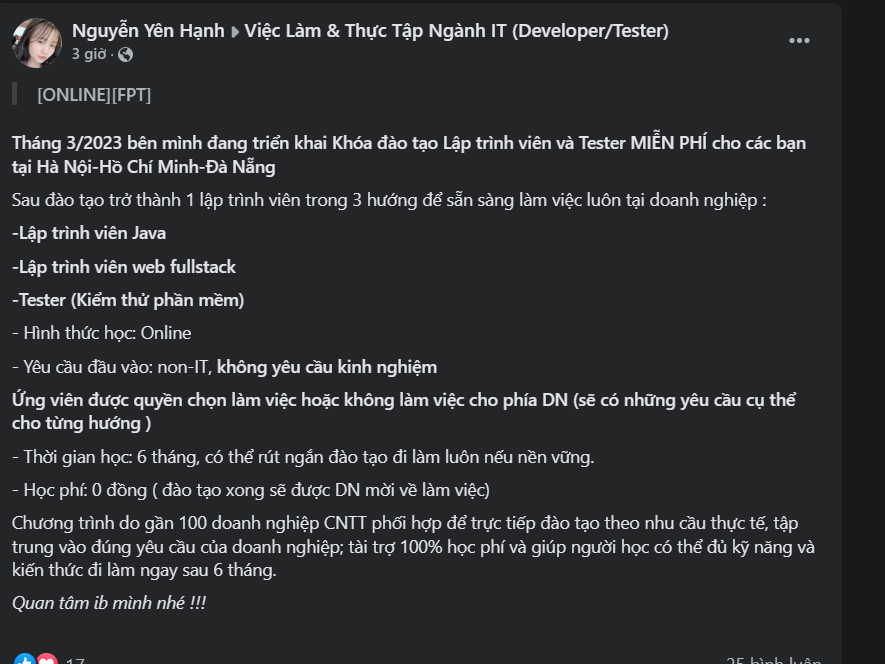 Nguyễn Yên Hạnh ▸ Việc Làm & Thực Tập Ngành IT (Developer/Tester)
3 giờ ·
[ONLINE][FPT]
Tháng 3/2023 bên mình đang triển khai Khóa đào tạo Lập trình viên và Tester MIỄN PHÍ cho các bạn
tại Hà Nội-Hồ Chí Minh-Đà Nẵng
Sau đào tạo trở thành 1 lập trình viên trong 3 hướng để sẵn sàng làm việc luôn tại doanh nghiệp :
-Lập trình viên Java
-Lập trình viên web fullstack
-Tester (Kiểm thử phần mềm)
- Hình thức học: Online
- Yêu cầu đầu vào: non-IT, không yêu cầu kinh nghiệm
Ứng viên được quyền chọn làm việc hoặc không làm việc cho phía DN (sẽ có những yêu cầu cụ thể
cho từng hướng )
- Thời gian học: 6 tháng, có thể rút ngắn đào tạo đi làm luôn nếu nền vững.
- Học phí: 0 đồng ( đào tạo xong sẽ được DN mời về làm việc)
Chương trình do gần 100 doanh nghiệp CNTT phối hợp để trực tiếp đào tạo theo nhu cầu thực tế, tập
trung vào đúng yêu cầu của doanh nghiệp; tài trợ 100% học phí và giúp người học có thể đủ kỹ năng và
kiến thức đi làm ngay sau 6 tháng.
Quan tâm ib mình nhé !!!
17
25 bình luận